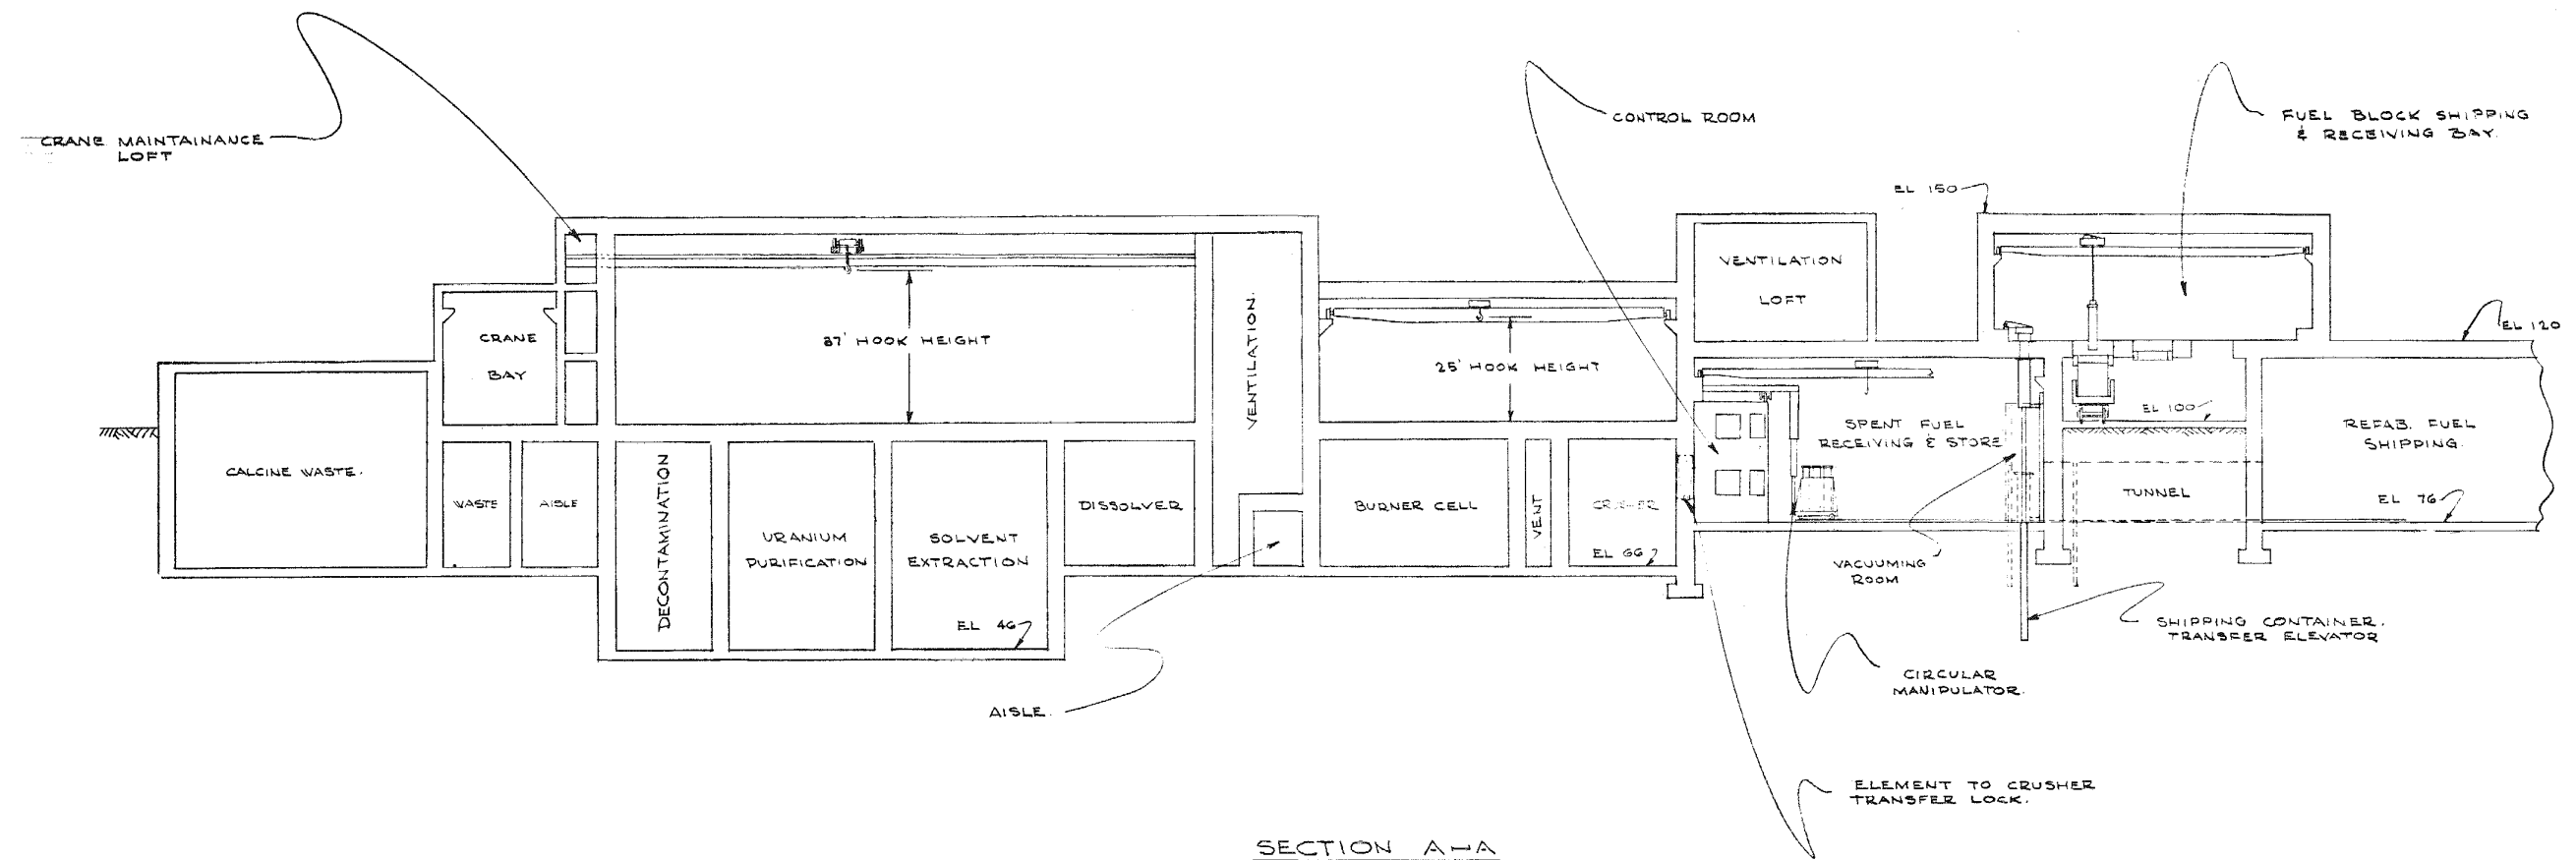 CRANE MAINTAINANCE
LOFT
CONTROL ROOM
FUEL BLOCK SHIPPING
& RECEIVING BAY.
EL 150
VENTILATION
LOFT
EL 120
CRANE
BAY
37' HOOK HEIGHT
VENTILATION.
25' HOOK HEIGHT
EL 100
SPENT FUEL
RECEIVING & STORE
REFAB. FUEL
SHIPPING.
CALCINE WASTE.
WASTE
AISLE
DECONTAMINATION
URANIUM
PURIFICATION
SOLVENT
EXTRACTION
EL 46
DISSOLVER
BURNER CELL
VENT
CRUSHER
EL 66
TUNNEL
EL 76
VACUUMING
ROOM
SHIPPING CONTAINER.
TRANSFER ELEVATOR
CIRCULAR
MANIPULATOR.
AISLE.
ELEMENT TO CRUSHER
TRANSFER LOCK.
SECTION A-A